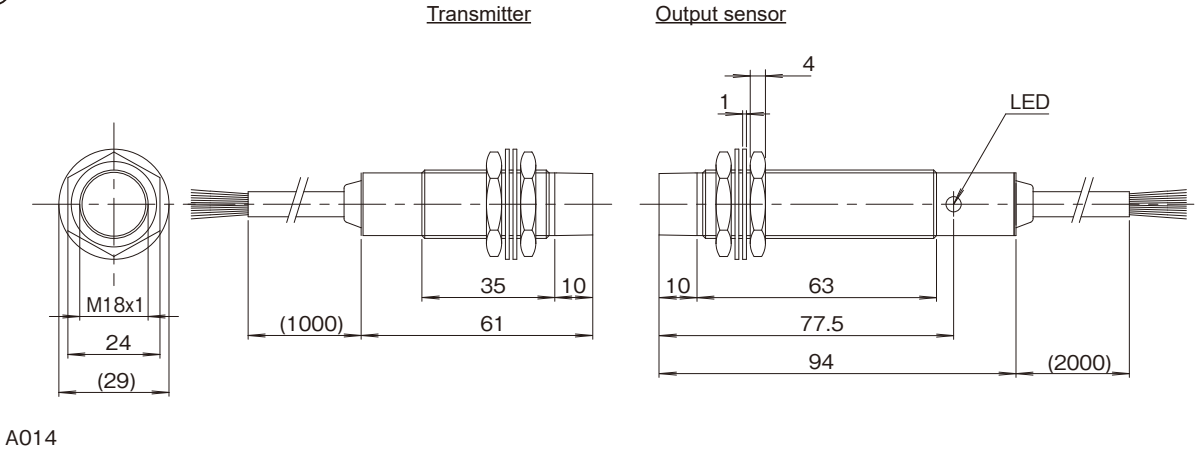 Transmitter
Output sensor
4
1
LED
M18x1
24
(29)
(1000)
35
10
61
10
63
77.5
94
(2000)
A014